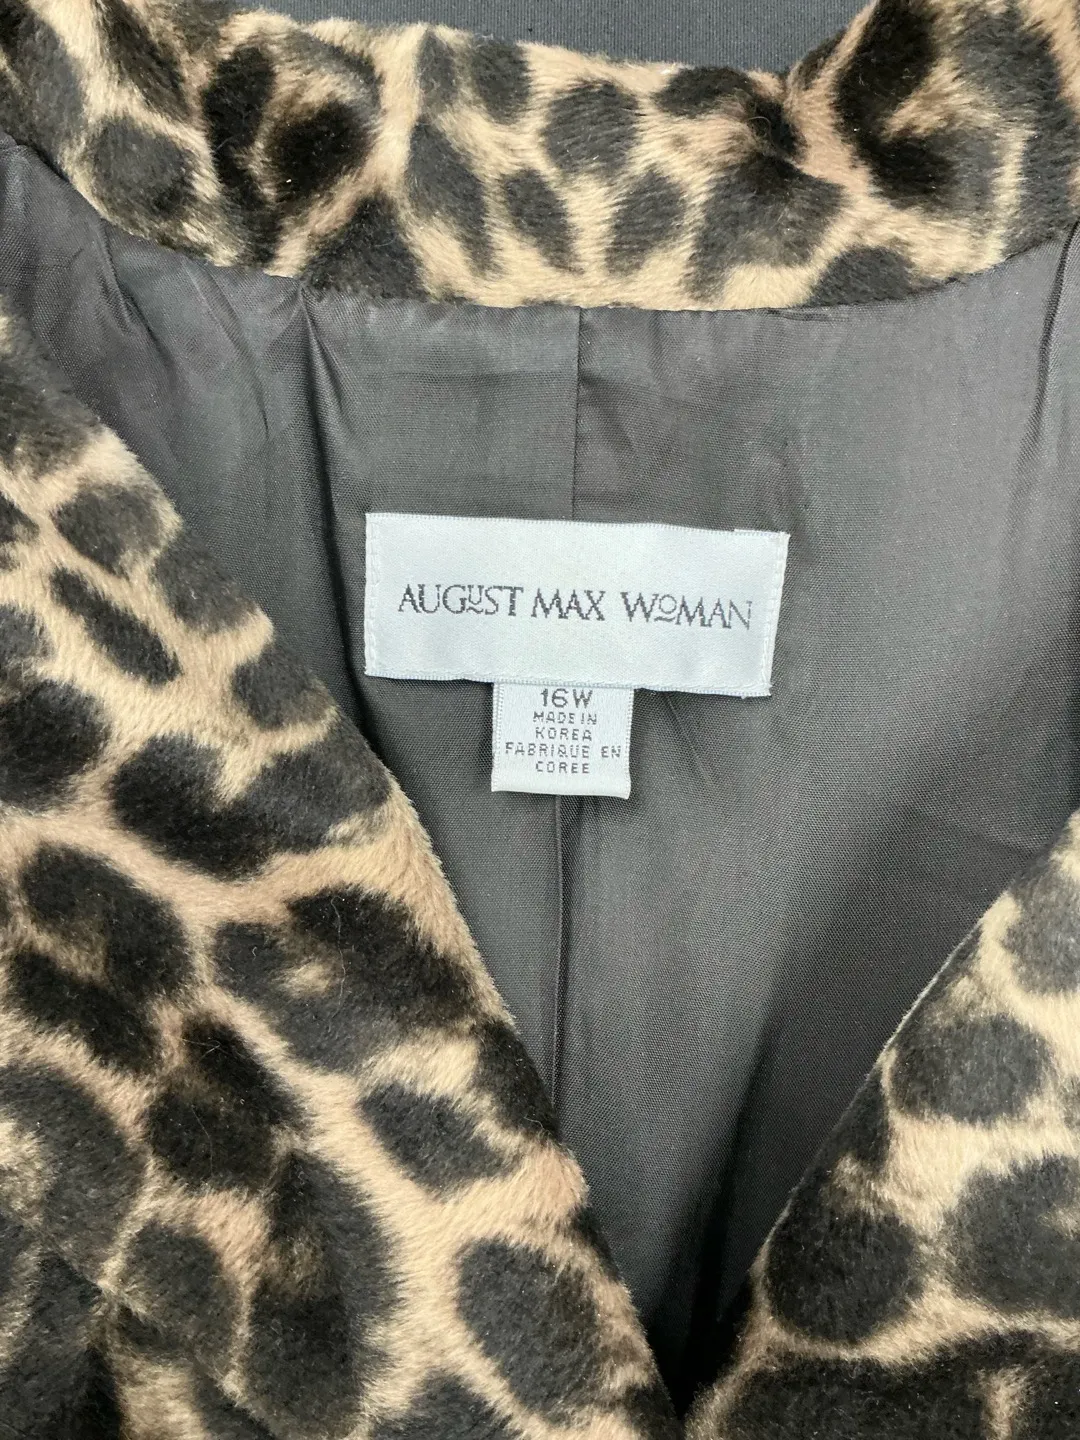 AUGUST MAX WOMAN
16W
MADE IN
KOREA
FABRIQUE EN
COREE